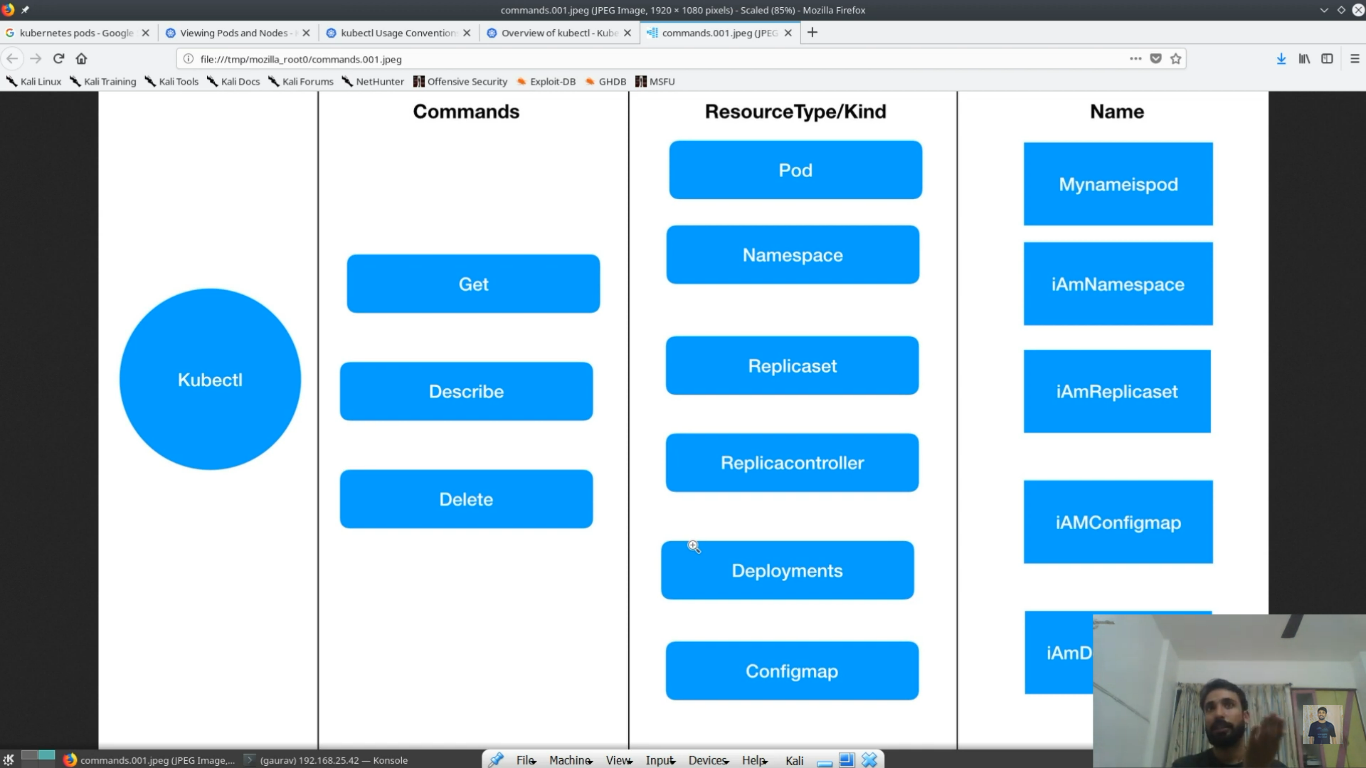 commands.001.jpeg (JPEG Image, 1920 × 1080 pixels) - Scaled (85%) - Mozilla Firefox
kubernetes pods - Google
Viewing Pods and Nodes -
kubectl Usage Convention
Overview of kubectl - Kube
commands.001.jpeg (JPEG
file:///tmp/mozilla_root0/commands.001.jpeg
Kali Linux Kali Training Kali Tools Kali Docs Kali Forums NetHunter Offensive Security Exploit-DB GHDB MSFU
Commands
ResourceType/Kind
Name
Pod
Mynameispod
Namespace
Get
iAmNamespace
Replicaset
Kubectl
Describe
iAmReplicaset
Replicacontroller
Delete
iAMConfigmap
Deployments
iAmD
Configmap
commands.001.jpeg (JPEG Image,...
(gaurav) 192.168.25.42 — Konsole
File Machine View Input Devices Help Kali